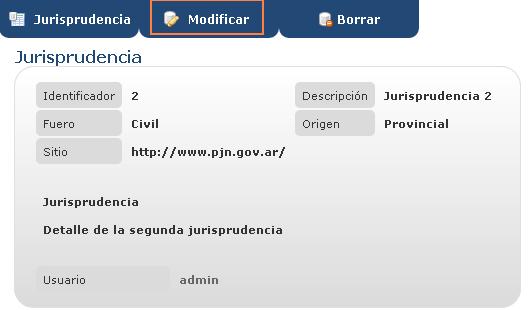 Jurisprudencia Modificar Borrar
Jurisprudencia
Identificador 2 Descripción Jurisprudencia 2
Fuero Civil Origen Provincial
Sitio http://www.pjn.gov.ar/
Jurisprudencia
Detalle de la segunda jurisprudencia
Usuario admin